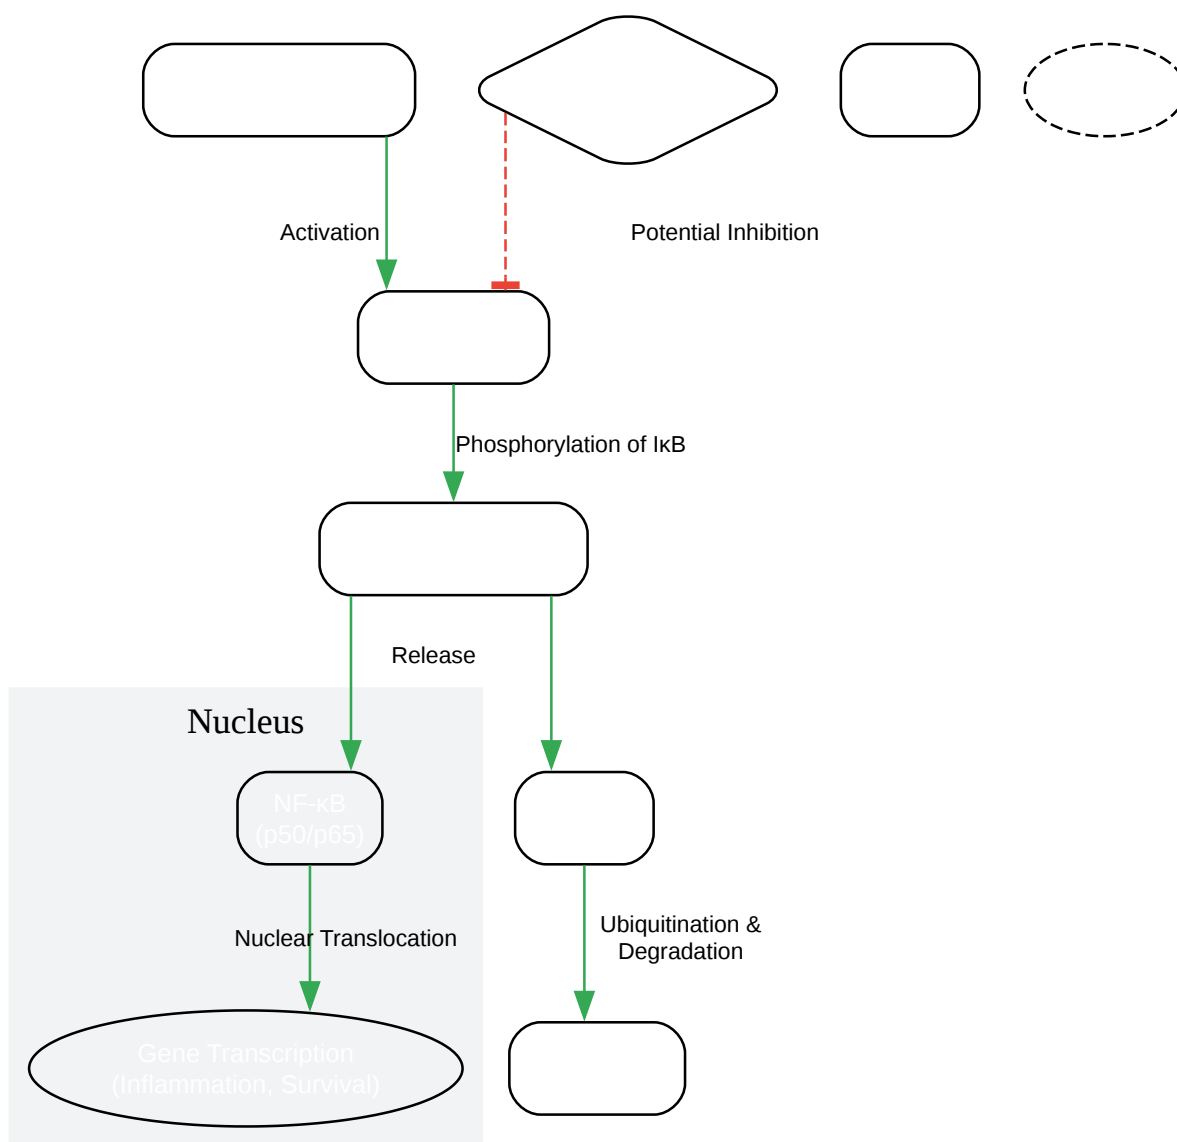 Activation
Potential Inhibition
Phosphorylation of IκB
Release
Nucleus
NF-κB
(p50/p65)
Nuclear Translocation
Ubiquitination &
Degradation
Gene Transcription
(Inflammation, Survival)